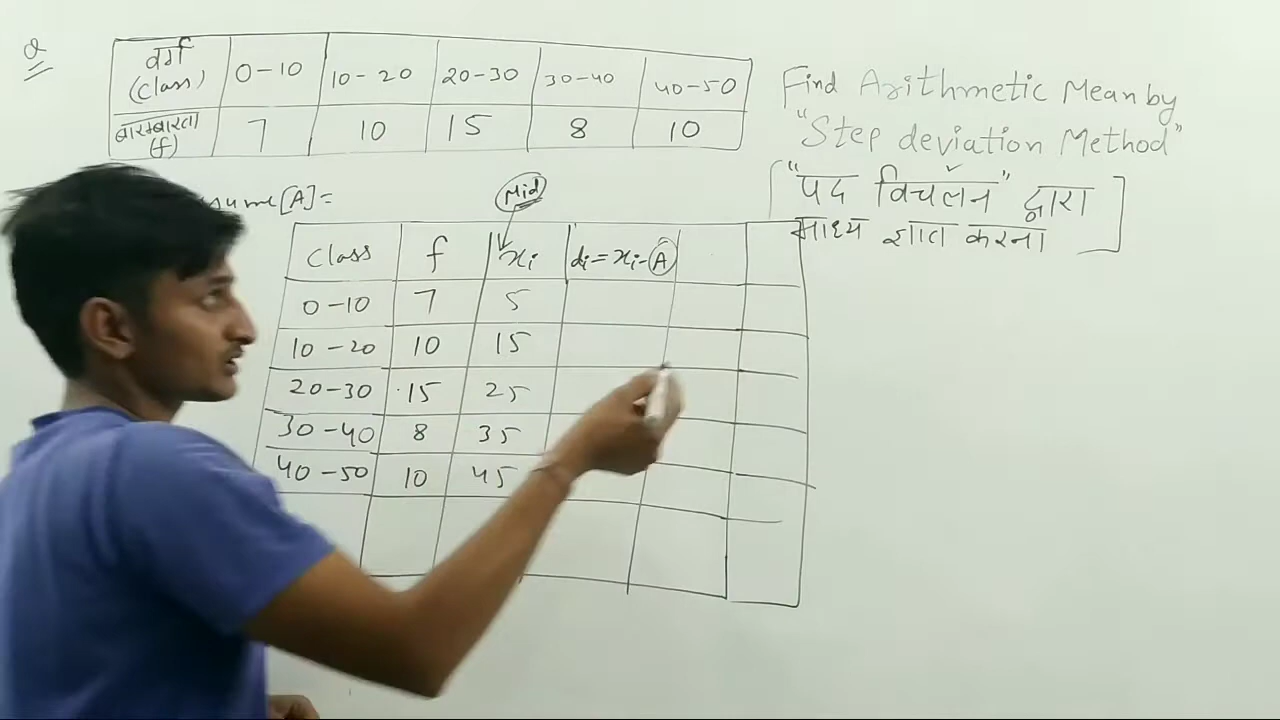 Q
वर्ग (Class) 0-10 10-20 20-30 30-40 40-50
बारम्बारता (f) 7 10 15 8 10
Find Arithmetic Mean by
"Step deviation Method"
["पद विचलन" द्वारा
माध्य ज्ञात करना]
sume[A]=
Mid
Class f xi di=xi-A
0-10 7 5
10-20 10 15
20-30 15 25
30-40 8 35
40-50 10 45